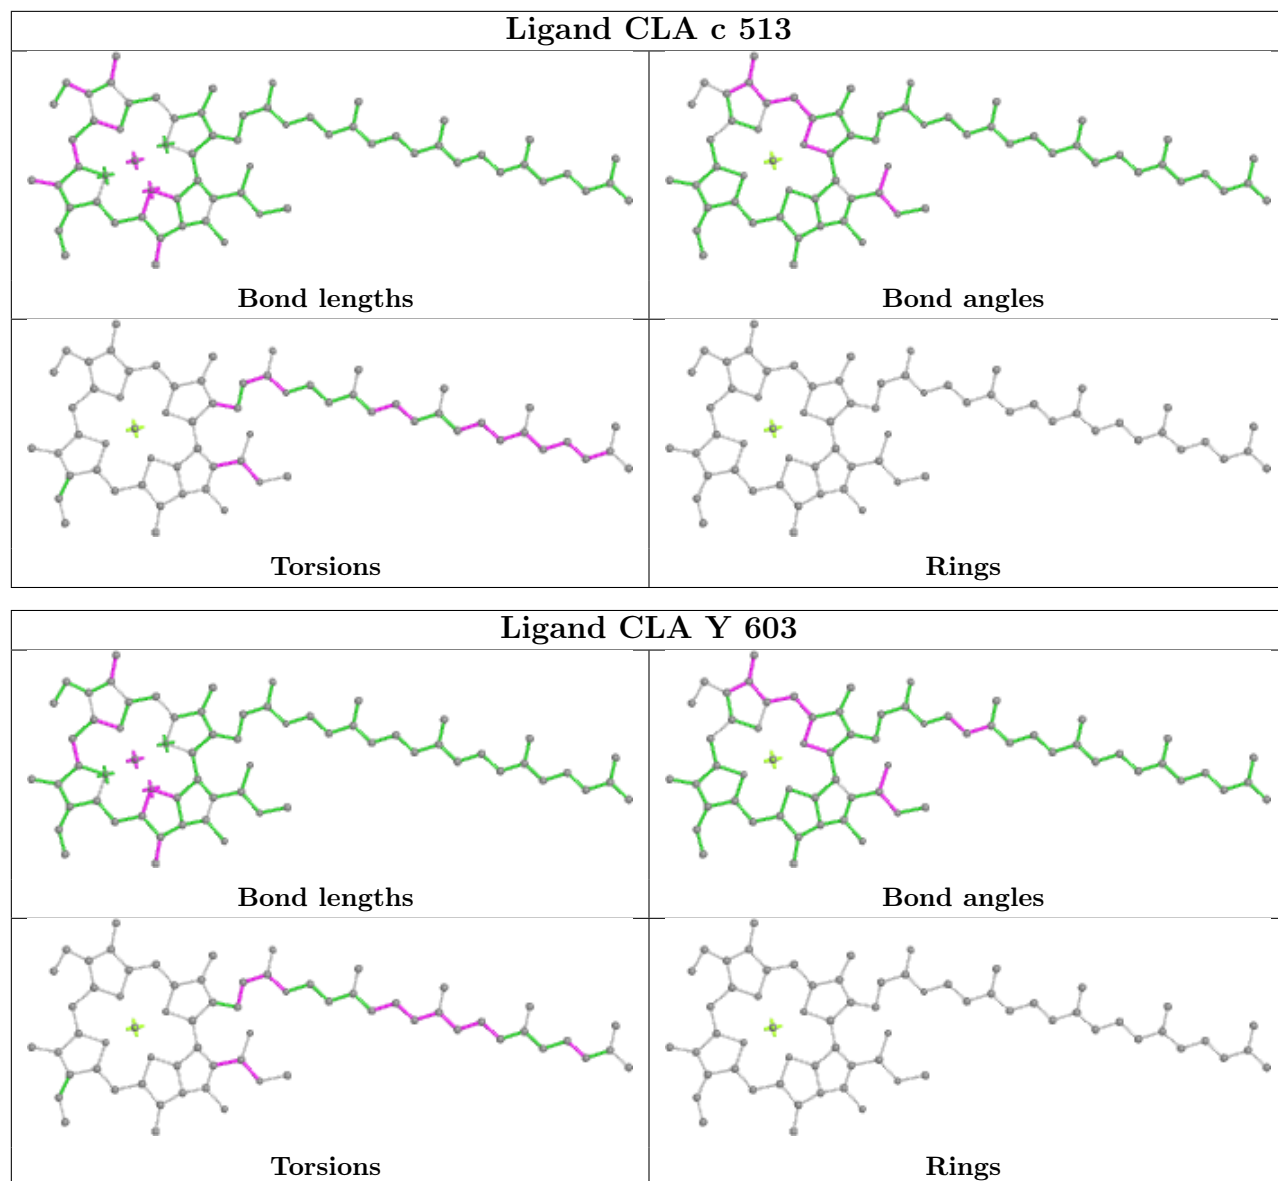 Ligand CLA c 513
Bond lengths
Bond angles
Torsions
Rings
Ligand CLA Y 603
Bond lengths
Bond angles
Torsions
Rings